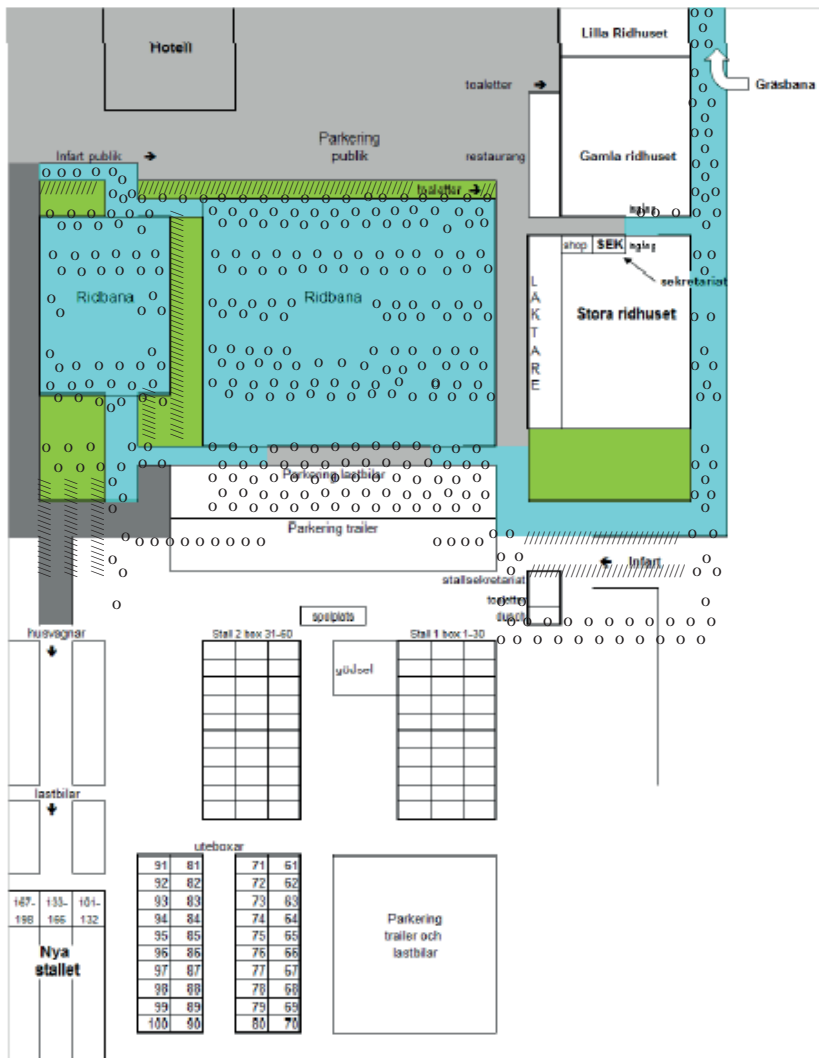 Hotell
Lilla Ridhuset
toaletter
Gräsbana
Parkering
publik
Infart publik
restaurang
Gamla ridhuset
toaletter
ingång
shop
SEK
ingång
sekretariat
Ridbana
Ridbana
Stora ridhuset
L
Ä
K
T
A
R
E
Parkering lastbilar
Parkering trailer
Infart
stallsekretariat
toaletter
dusch
spolplats
husvagnar
Stall 2 box 31-60
Stall 1 box 1-30
gödsel
lastbilar
uteboxar
91 81 71 61
92 82 72 62
93 83 73 63
94 84 74 64
95 85 75 65
96 86 76 66
97 87 77 67
98 88 78 68
99 89 79 69
100 90 80 70
167-
198
133-
166
101-
132
Nya
stallet
Parkering
trailer och
lastbilar